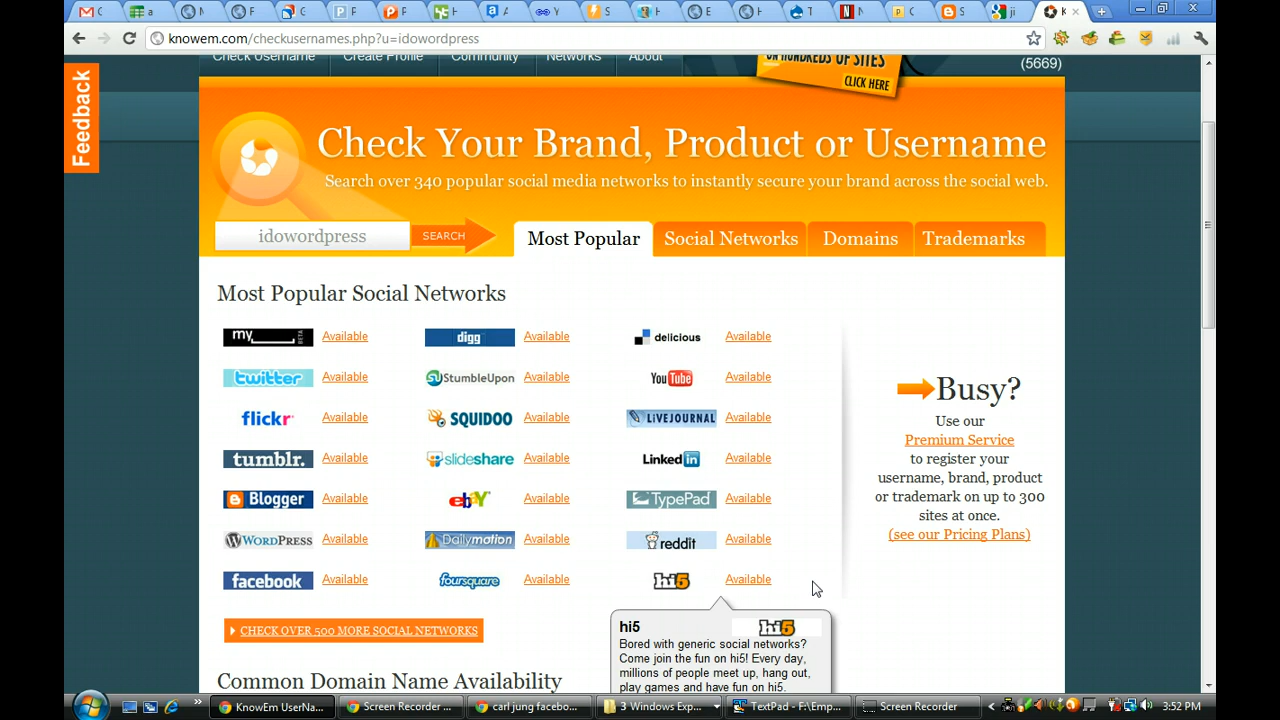 knowem.com/checkusernames.php?u=idowordpress
Check Username Create Profile Community Networks About
ON HUNDREDS OF SITES
CLICK HERE
(5669)
Feedback
Check Your Brand, Product or Username
Search over 340 popular social media networks to instantly secure your brand across the social web.
idowordpress SEARCH Most Popular Social Networks Domains Trademarks
Most Popular Social Networks
my BETA Available digg Available delicious Available
twitter Available StumbleUpon Available YouTube Available
flickr Available SQUIDOO Available LIVEJOURNAL Available
tumblr. Available slideshare Available Linked in Available
Blogger Available ebay Available TypePad Available
WORDPRESS Available Dailymotion Available reddit Available
facebook Available foursquare Available hi5 Available
Busy?
Use our
Premium Service
to register your
username, brand, product
or trademark on up to 300
sites at once.
(see our Pricing Plans)
CHECK OVER 500 MORE SOCIAL NETWORKS
hi5 hi5
Bored with generic social networks?
Come join the fun on hi5! Every day,
millions of people meet up, hang out,
play games and have fun on hi5.
Common Domain Name Availability
KnowEm UserNa... Screen Recorder ... carl jung faceboo... 3 Windows Exp... TextPad - F:\Emp... Screen Recorder 3:52 PM